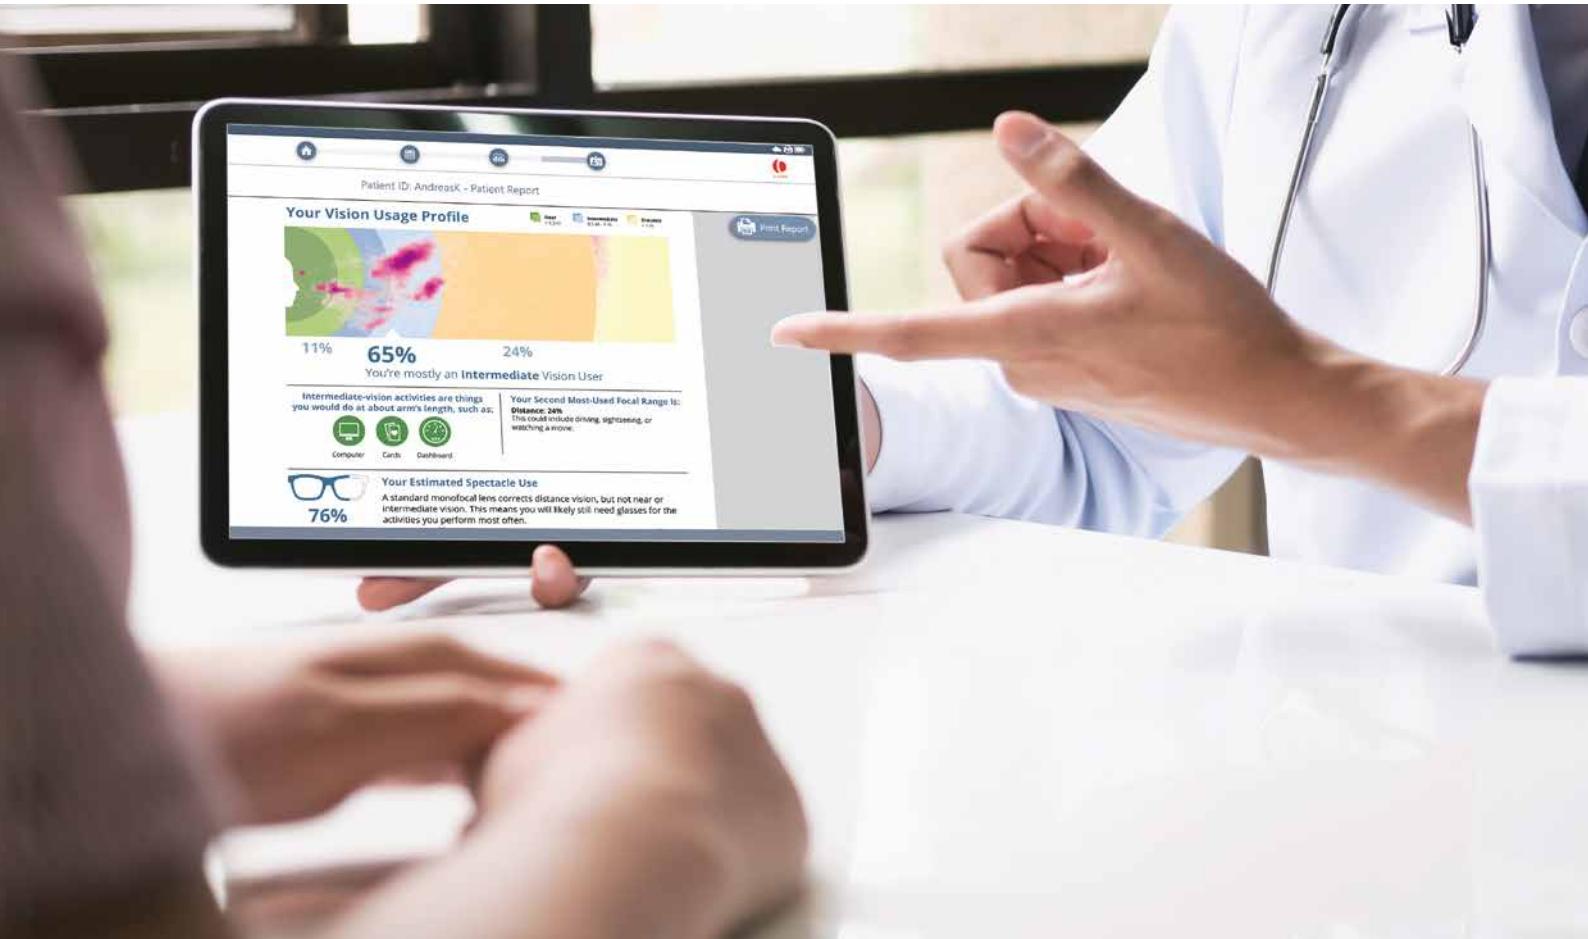 Patient ID: AndreasK - Patient Report
Your Vision Usage Profile
Near
Intermediate
Distance
Print Report
11%
65%
24%
You're mostly an Intermediate Vision User
Intermediate-vision activities are things
you would do at about arm's length, such as:
Computer
Cards
Dashboard
Your Second Most-Used Focal Range Is:
Distance: 24%
This could include driving, sightseeing, or
watching a movie.
76%
Your Estimated Spectacle Use
A standard monofocal lens corrects distance vision, but not near or
intermediate vision. This means you will likely still need glasses for the
activities you perform most often.